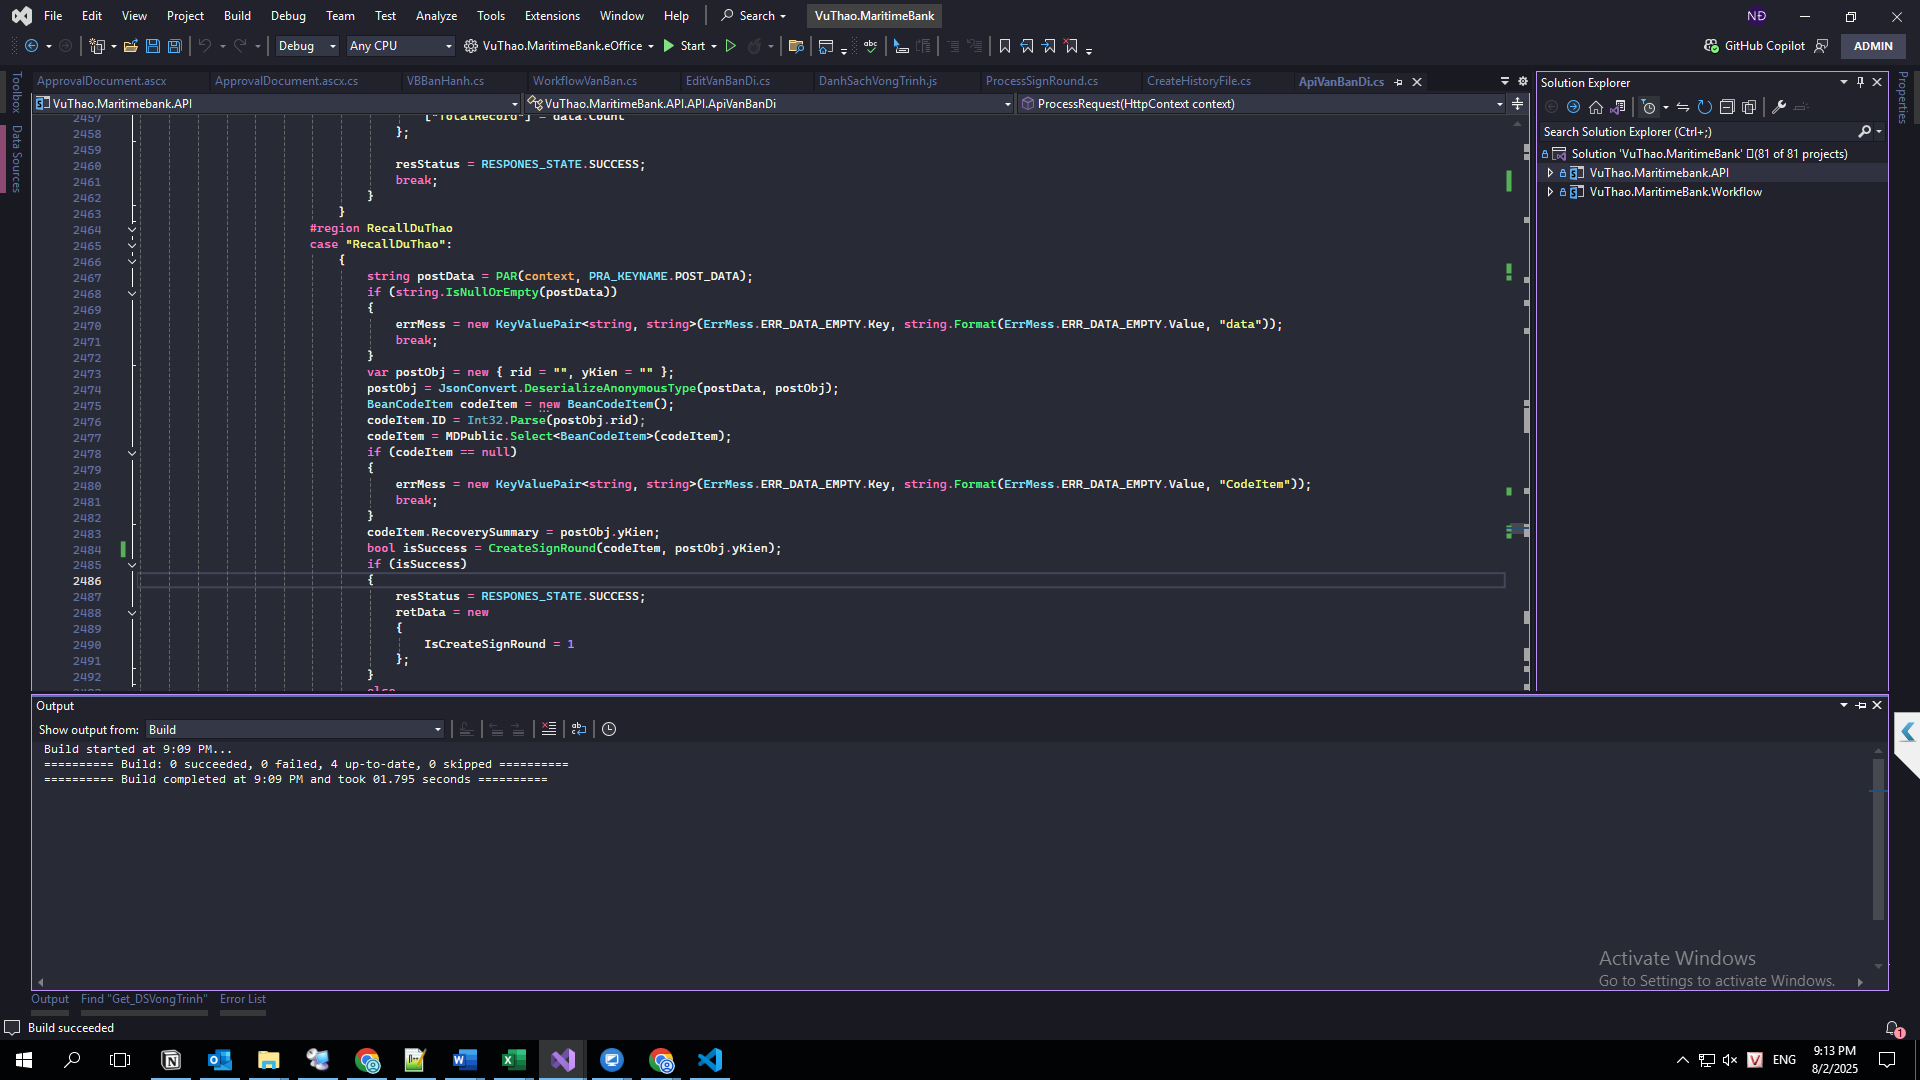 File Edit View Project Build Debug Team Test Analyze Tools Extensions Window Help Search VuThao.MaritimeBank NĐ
Debug Any CPU VuThao.MaritimeBank.eOffice Start GitHub Copilot ADMIN
ApprovalDocument.ascx ApprovalDocument.ascx.cs VBBanHanh.cs WorkflowVanBan.cs EditVanBanDi.cs DanhSachVongTrinh.js ProcessSignRound.cs CreateHistoryFile.cs ApiVanBanDi.cs
VuThao.Maritimebank.API VuThao.MaritimeBank.API.API.ApiVanBanDi ProcessRequest(HttpContext context)
Toolbox
Data Sources
2457 ["TotalRecord"] = data.Count
2458 };
2459
2460 resStatus = RESPONES_STATE.SUCCESS;
2461 break;
2462 }
2463 }
2464 #region RecallDuThao
2465 case "RecallDuThao":
2466 {
2467 string postData = PAR(context, PRA_KEYNAME.POST_DATA);
2468 if (string.IsNullOrEmpty(postData))
2469 {
2470 errMess = new KeyValuePair<string, string>(ErrMess.ERR_DATA_EMPTY.Key, string.Format(ErrMess.ERR_DATA_EMPTY.Value, "data"));
2471 break;
2472 }
2473 var postObj = new { rid = "", yKien = "" };
2474 postObj = JsonConvert.DeserializeAnonymousType(postData, postObj);
2475 BeanCodeItem codeItem = new BeanCodeItem();
2476 codeItem.ID = Int32.Parse(postObj.rid);
2477 codeItem = MDPublic.Select<BeanCodeItem>(codeItem);
2478 if (codeItem == null)
2479 {
2480 errMess = new KeyValuePair<string, string>(ErrMess.ERR_DATA_EMPTY.Key, string.Format(ErrMess.ERR_DATA_EMPTY.Value, "CodeItem"));
2481 break;
2482 }
2483 codeItem.RecoverySummary = postObj.yKien;
2484 bool isSuccess = CreateSignRound(codeItem, postObj.yKien);
2485 if (isSuccess)
2486 {
2487 resStatus = RESPONES_STATE.SUCCESS;
2488 retData = new
2489 {
2490 IsCreateSignRound = 1
2491 };
2492 }
else
Solution Explorer
Search Solution Explorer (Ctrl+;)
Solution 'VuThao.MaritimeBank' (81 of 81 projects)
VuThao.Maritimebank.API
VuThao.MaritimeBank.Workflow
Properties
Output
Show output from: Build
Build started at 9:09 PM...
========== Build: 0 succeeded, 0 failed, 4 up-to-date, 0 skipped ==========
========== Build completed at 9:09 PM and took 01.795 seconds ==========
Activate Windows
Go to Settings to activate Windows.
Output Find "Get_DSVongTrinh" Error List
Build succeeded 1
ENG 9:13 PM
8/2/2025